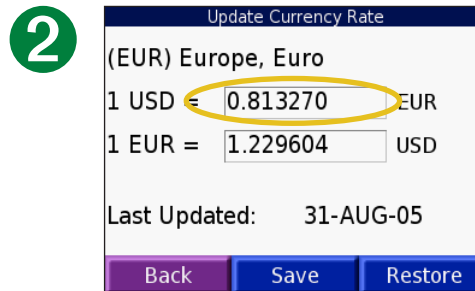 2
Update Currency Rate
(EUR) Europe, Euro
1 USD = 0.813270 EUR
1 EUR = 1.229604 USD
Last Updated: 31-AUG-05
Back Save Restore